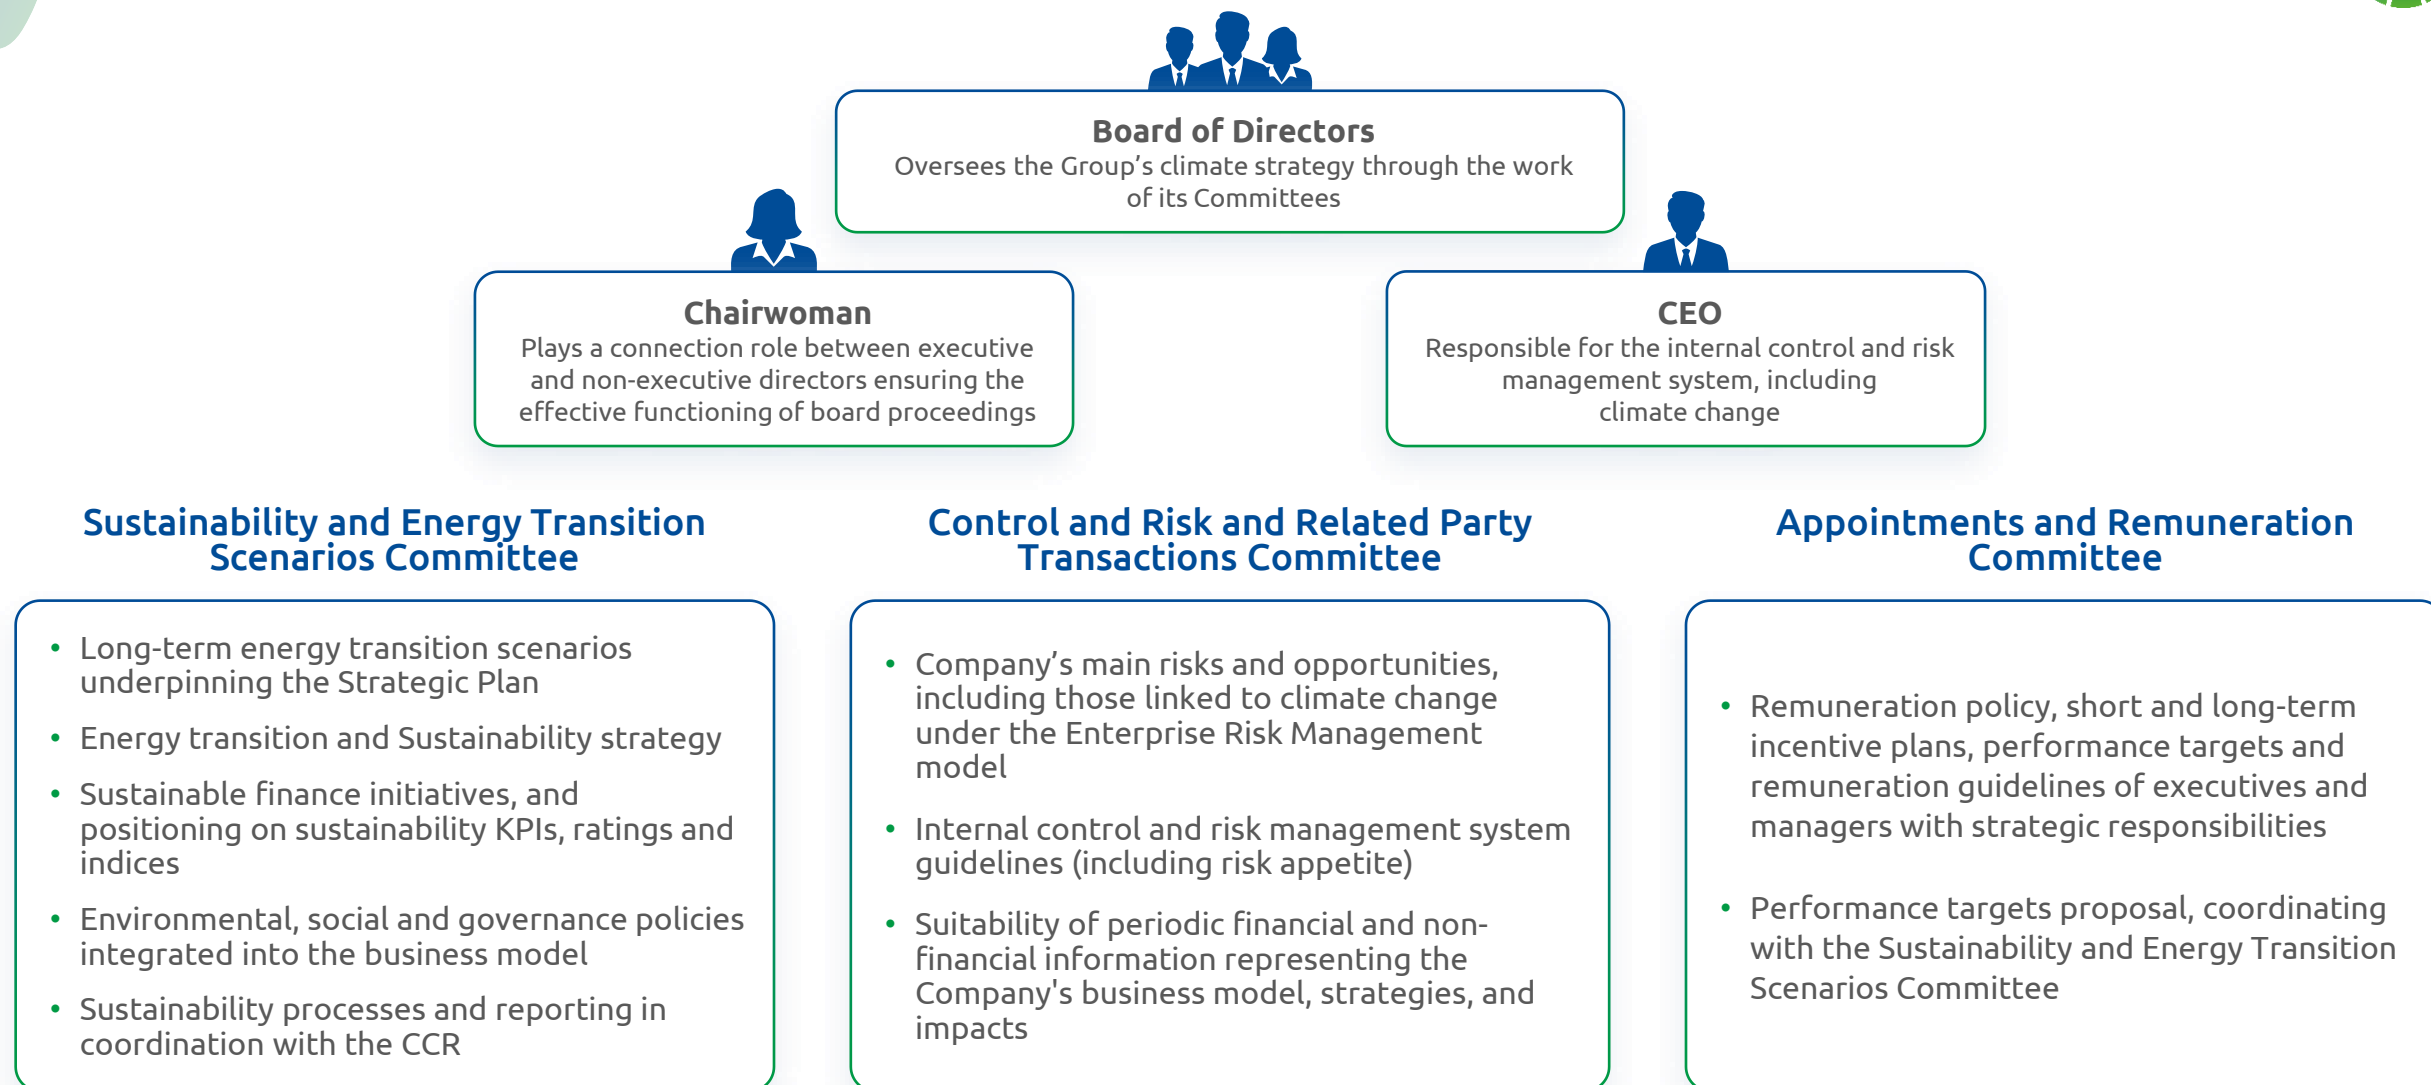 Board of Directors
Oversees the Group’s climate strategy through the work
of its Committees
Chairwoman
Plays a connection role between executive
and non-executive directors ensuring the
effective functioning of board proceedings
CEO
Responsible for the internal control and risk
management system, including
climate change
Sustainability and Energy Transition
Scenarios Committee
• Long-term energy transition scenarios
underpinning the Strategic Plan
• Energy transition and Sustainability strategy
• Sustainable finance initiatives, and
positioning on sustainability KPIs, ratings and
indices
• Environmental, social and governance policies
integrated into the business model
• Sustainability processes and reporting in
coordination with the CCR
Control and Risk and Related Party
Transactions Committee
• Company’s main risks and opportunities,
including those linked to climate change
under the Enterprise Risk Management
model
• Internal control and risk management system
guidelines (including risk appetite)
• Suitability of periodic financial and non-
financial information representing the
Company's business model, strategies, and
impacts
Appointments and Remuneration
Committee
• Remuneration policy, short and long-term
incentive plans, performance targets and
remuneration guidelines of executives and
managers with strategic responsibilities
• Performance targets proposal, coordinating
with the Sustainability and Energy Transition
Scenarios Committee